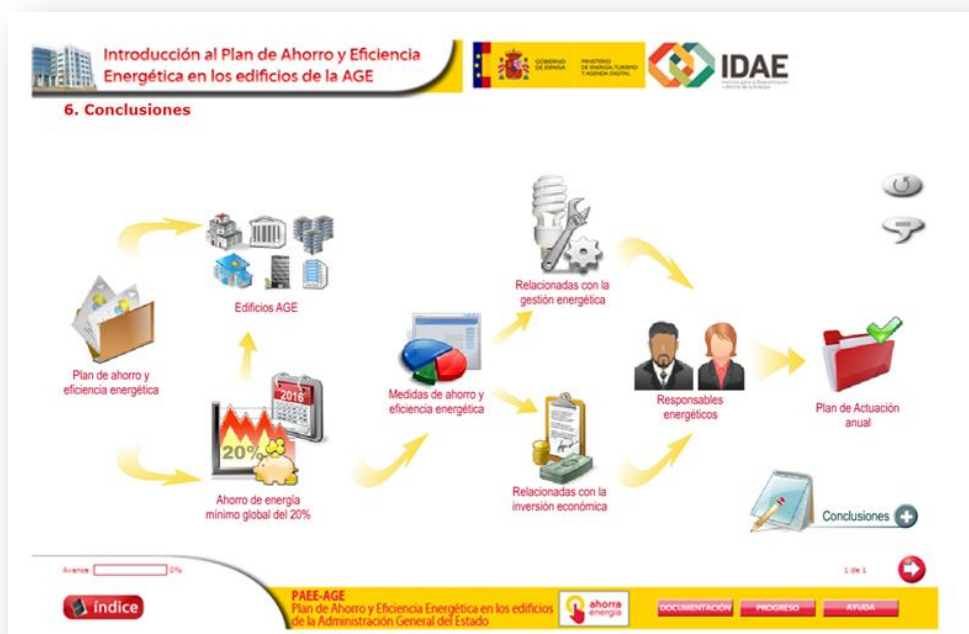 Introducción al Plan de Ahorro y Eficiencia
Energética en los edificios de la AGE
GOBIERNO
DE ESPAÑA
MINISTERIO
DE ENERGÍA, TURISMO
Y AGENDA DIGITAL
IDAE
6. Conclusiones
Edificios AGE
Relacionadas con la
gestión energética
Plan de ahorro y
eficiencia energética
2016
20%
Medidas de ahorro y
eficiencia energética
Responsables
energéticos
Plan de Actuación
anual
Ahorro de energía
mínimo global del 20%
Relacionadas con la
inversión económica
Conclusiones
Avance
0%
1 de 1
índice
PAEE-AGE
Plan de Ahorro y Eficiencia Energética en los edificios
de la Administración General del Estado
ahorra
energía
DOCUMENTACIÓN
PROGRESO
AYUDA